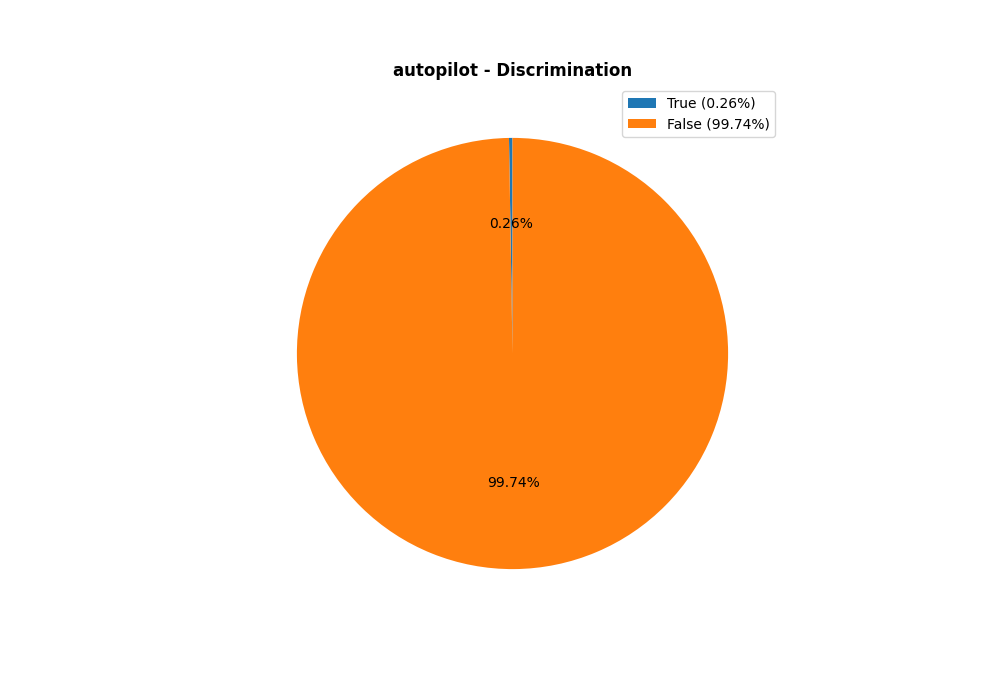 autopilot - Discrimination
True (0.26%)
False (99.74%)
0.26%
99.74%